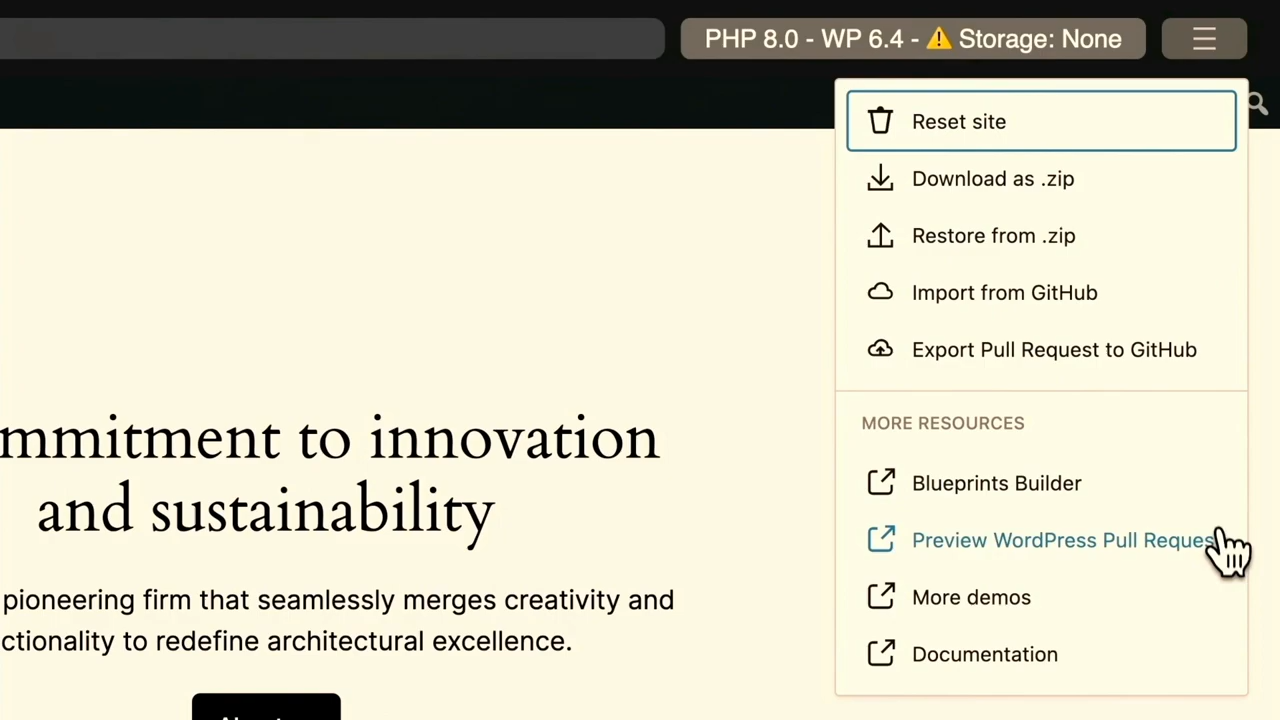 PHP 8.0 - WP 6.4 - ⚠️ Storage: None
Reset site
Download as .zip
Restore from .zip
Import from GitHub
Export Pull Request to GitHub
MORE RESOURCES
Blueprints Builder
Preview WordPress Pull Reques
More demos
Documentation
mmitment to innovation
and sustainability
pioneering firm that seamlessly merges creativity and
ctionality to redefine architectural excellence.